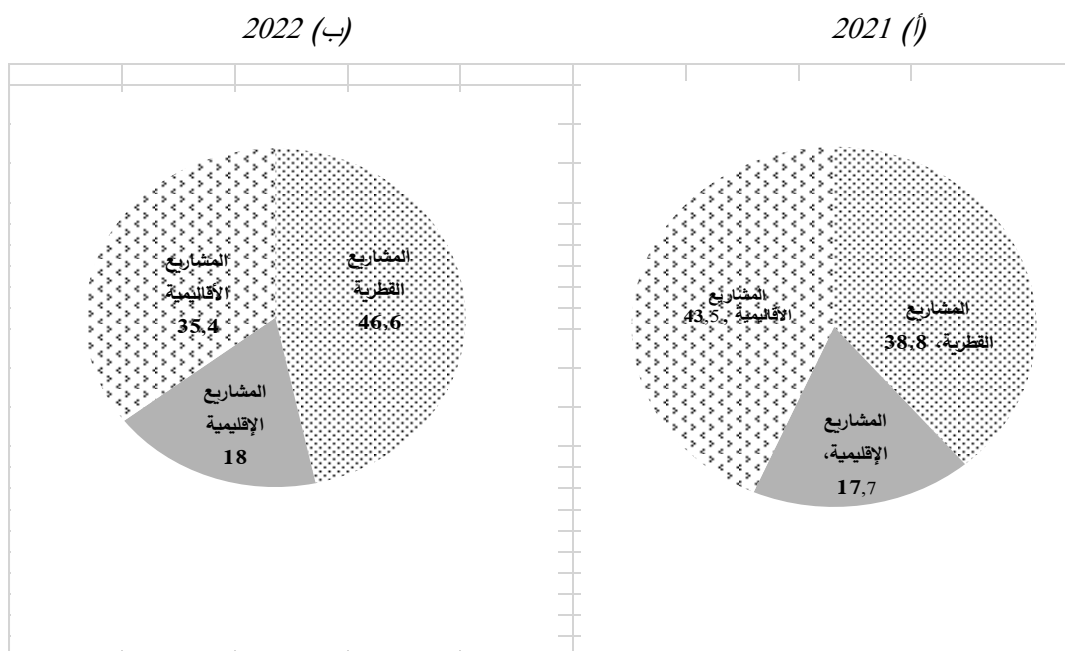 (أ) 2021
(ب) 2022
المشاريع
القطرية، 38,8
المشاريع
الإقليمية،
17,7
المشاريع
الأقاليمية , 43,5
المشاريع
القطرية
46,6
المشاريع
الإقليمية
18
المشاريع
الأقاليمية
35,4